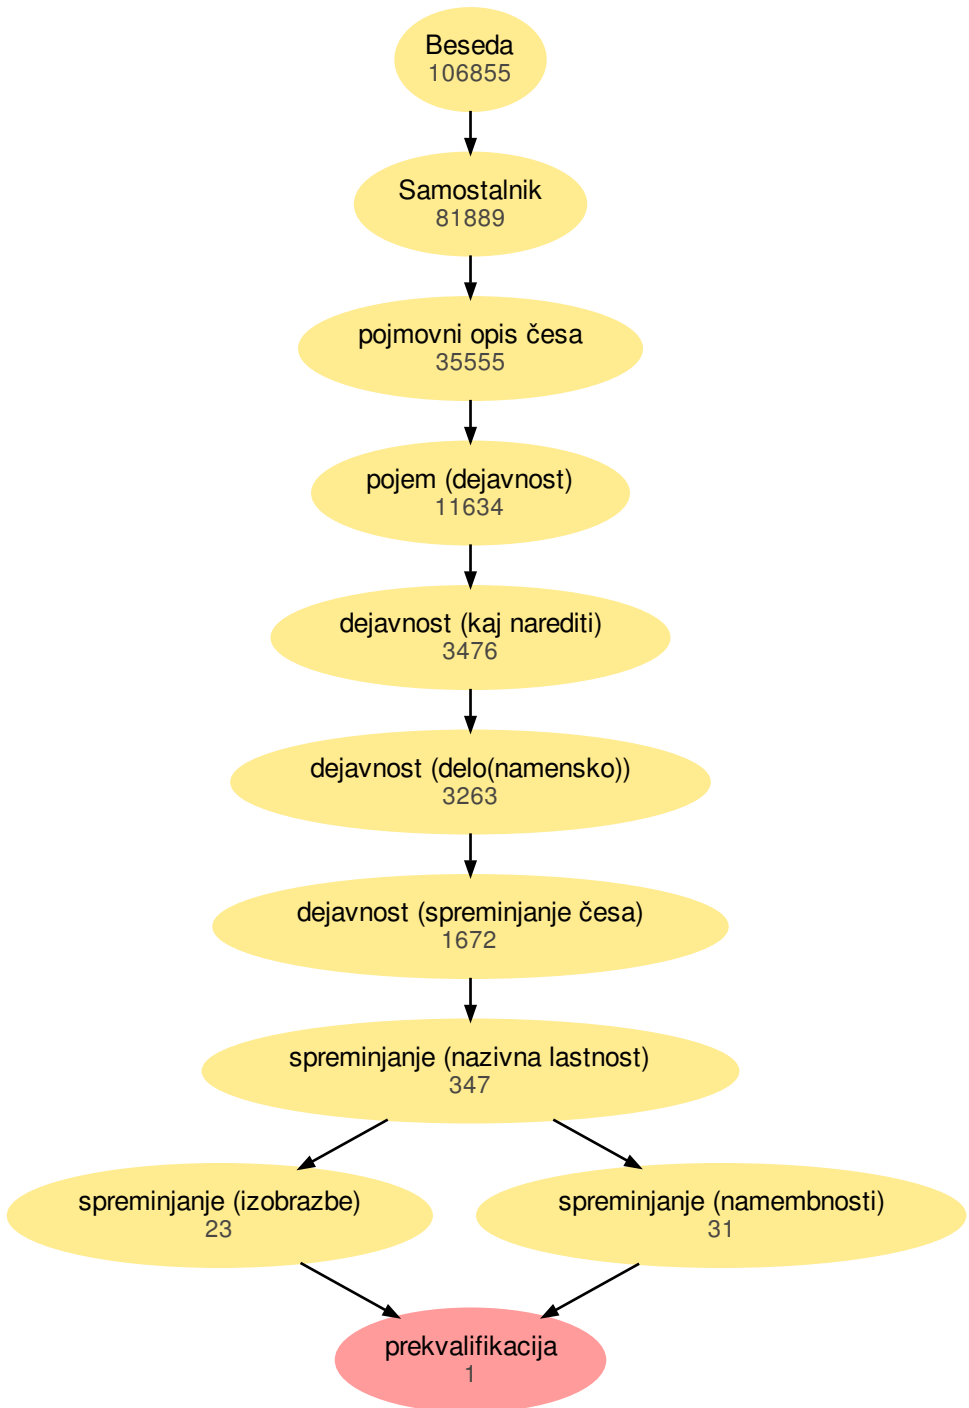 Beseda
106855
Samostalnik
81889
pojmovni opis česa
35555
pojem (dejavnost)
11634
dejavnost (kaj narediti)
3476
dejavnost (delo(namensko))
3263
dejavnost (spreminjanje česa)
1672
spreminjanje (nazivna lastnost)
347
spreminjanje (izobrazbe)
23
spreminjanje (namembnosti)
31
prekvalifikacija
1